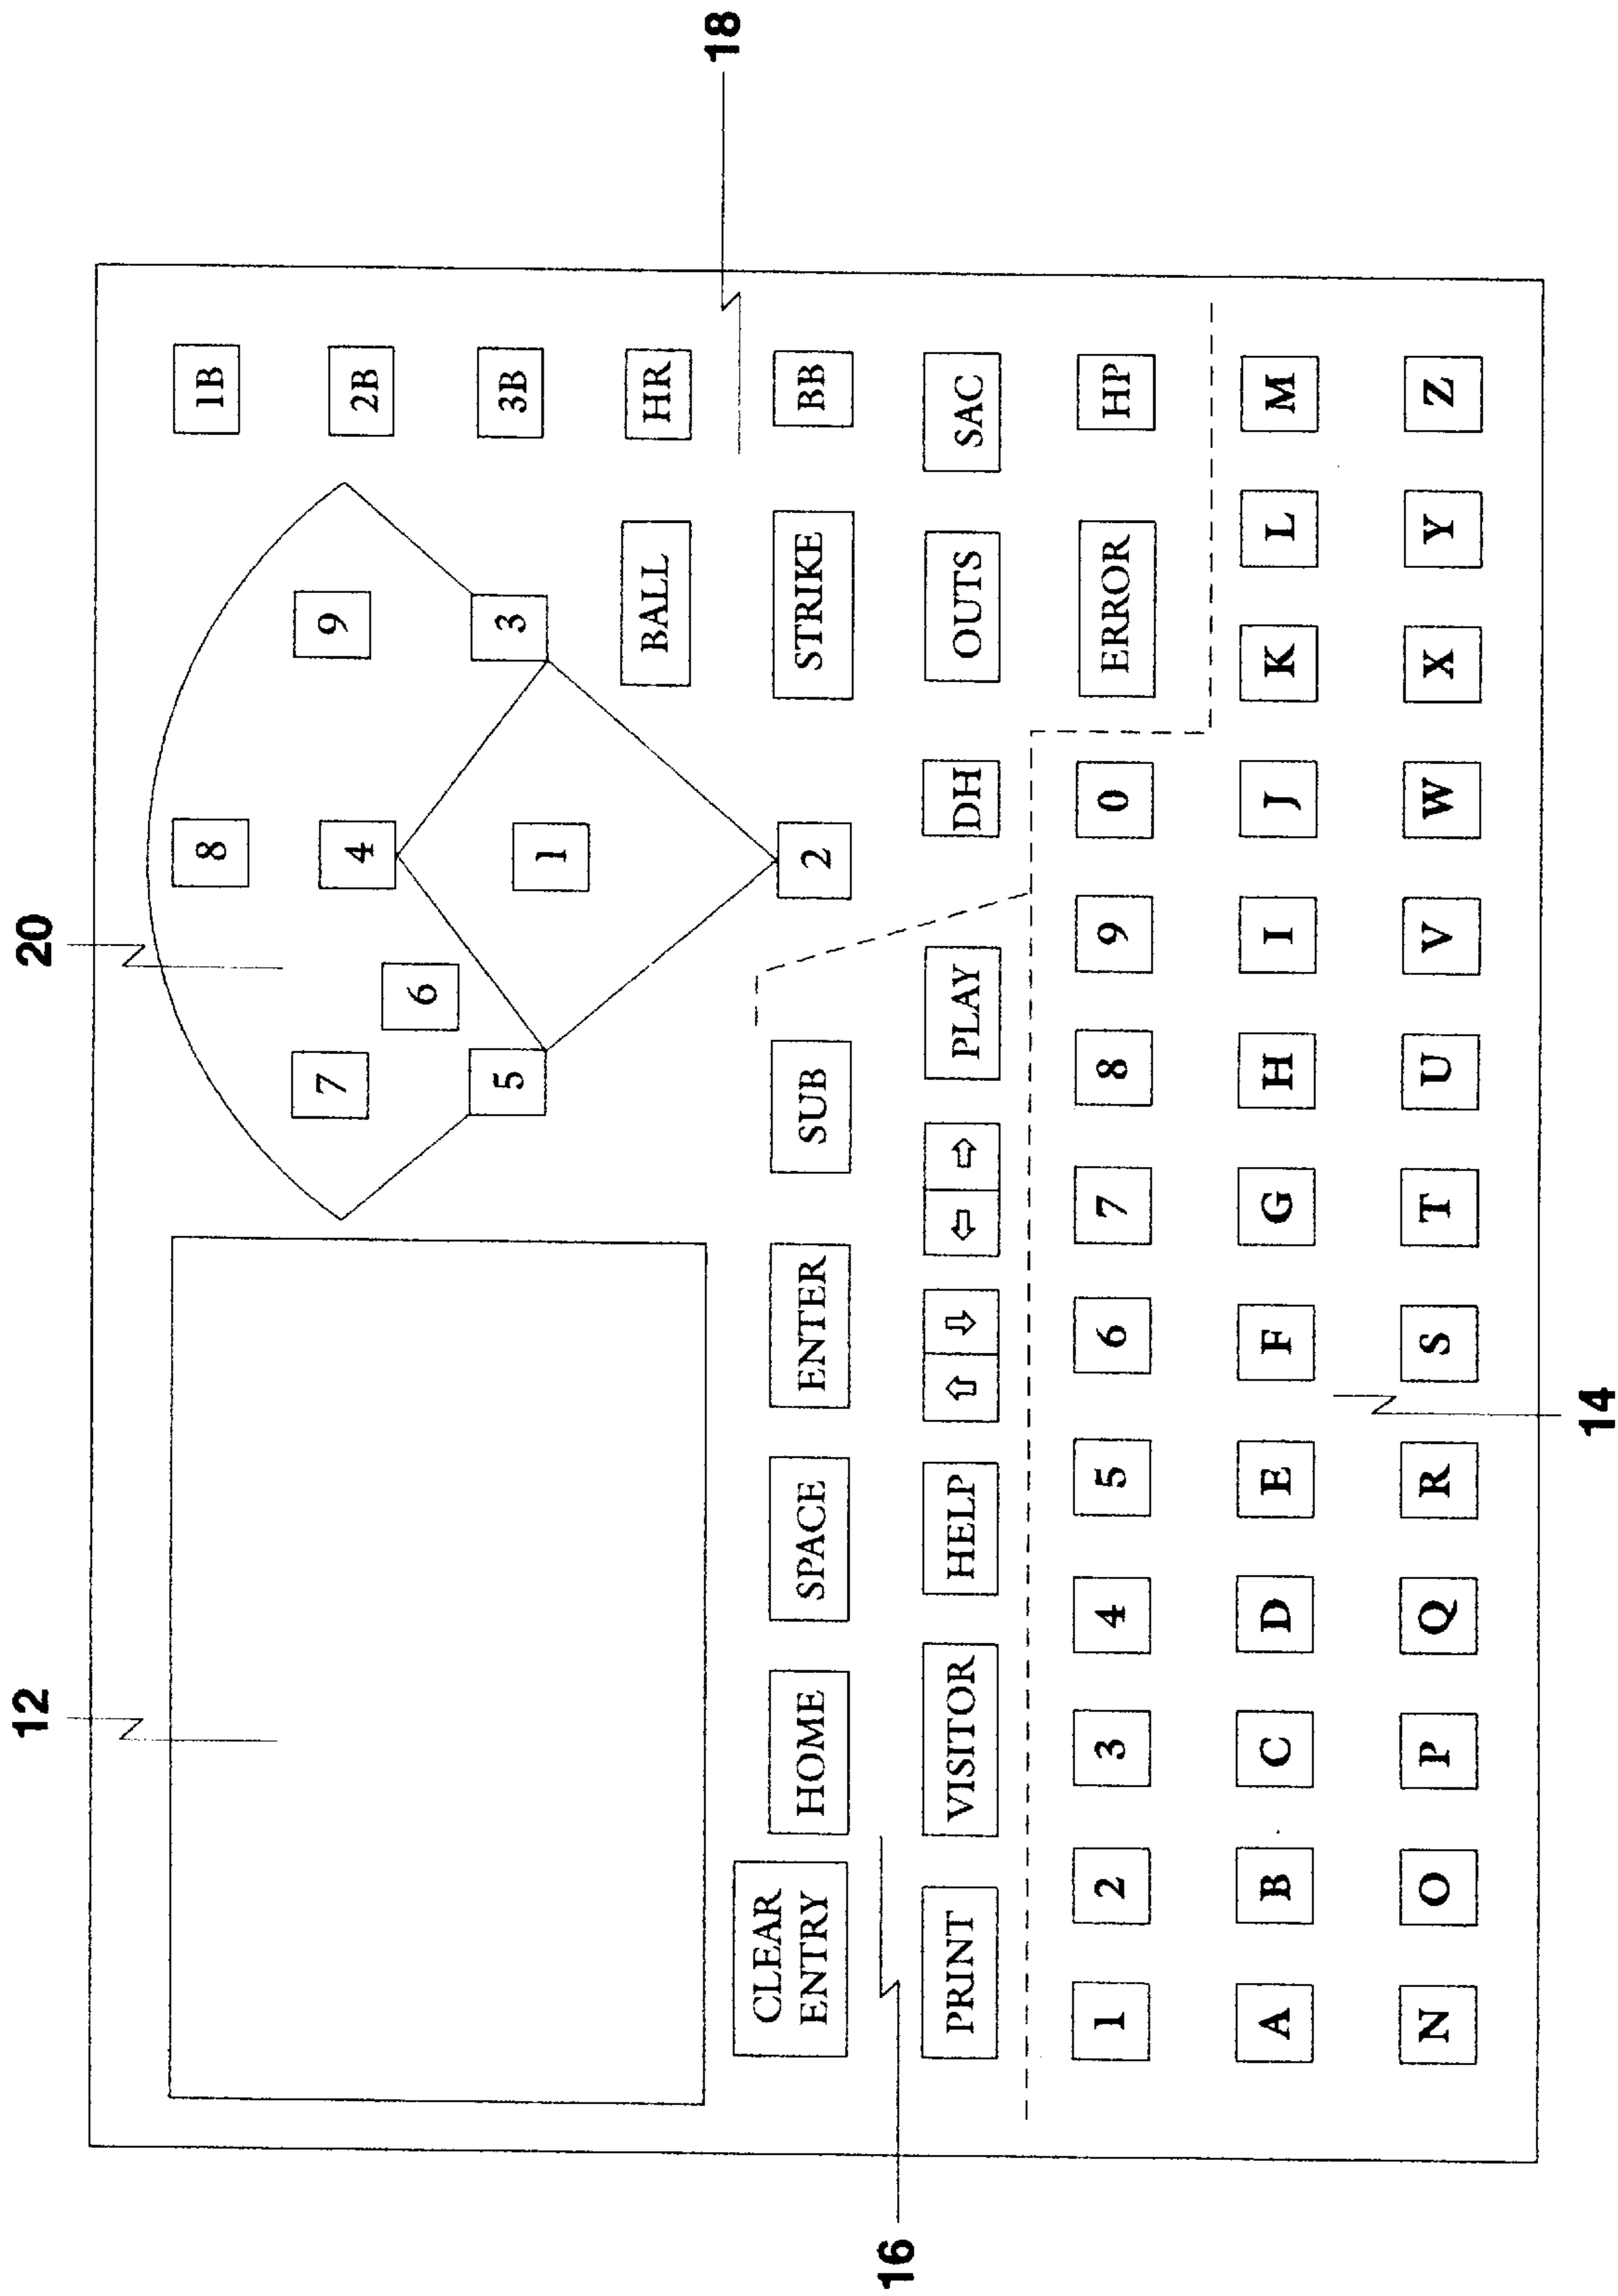 12 20
8 1B
7 4 9 2B
6
5 3 3B
1
BALL HR
18
CLEAR
ENTRY
HOME SPACE ENTER SUB 2 STRIKE BB
16
PRINT VISITOR HELP PLAY DH OUTS SAC
1 2 3 4 5 6 7 8 9 0 ERROR HP
A B C D E F G H I J K L M
N O P Q R S T U V W X Y Z
14